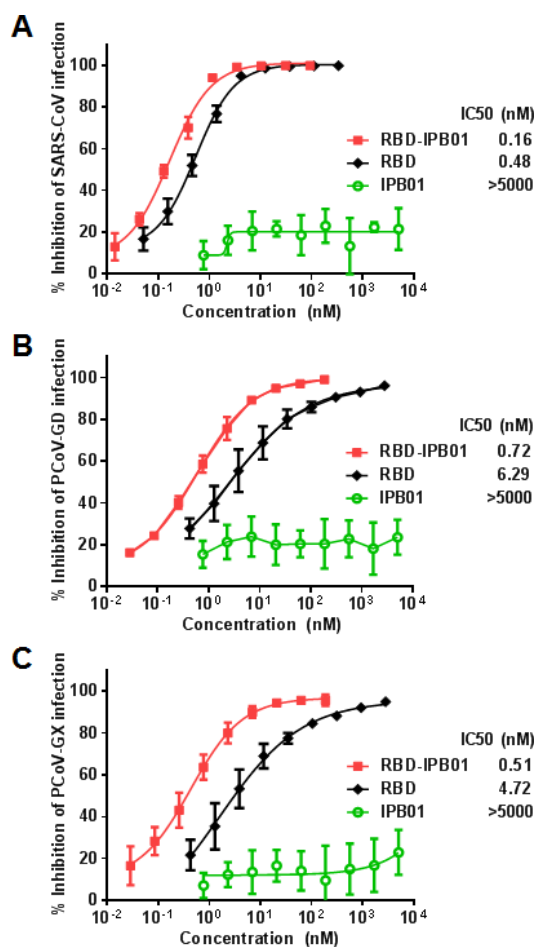 A
% Inhibition of SARS-CoV infection
100
80
60
40
20
0
10-2 10-1 100 101 102 103 104
Concentration (nM)
IC50 (nM)
RBD-IPB01 0.16
RBD 0.48
IPB01 >5000
B
% Inhibition of PCoV-GD infection
100
80
60
40
20
0
10-2 10-1 100 101 102 103 104
Concentration (nM)
IC50 (nM)
RBD-IPB01 0.72
RBD 6.29
IPB01 >5000
C
% Inhibition of PCoV-GX infection
100
80
60
40
20
0
10-2 10-1 100 101 102 103 104
Concentration (nM)
IC50 (nM)
RBD-IPB01 0.51
RBD 4.72
IPB01 >5000